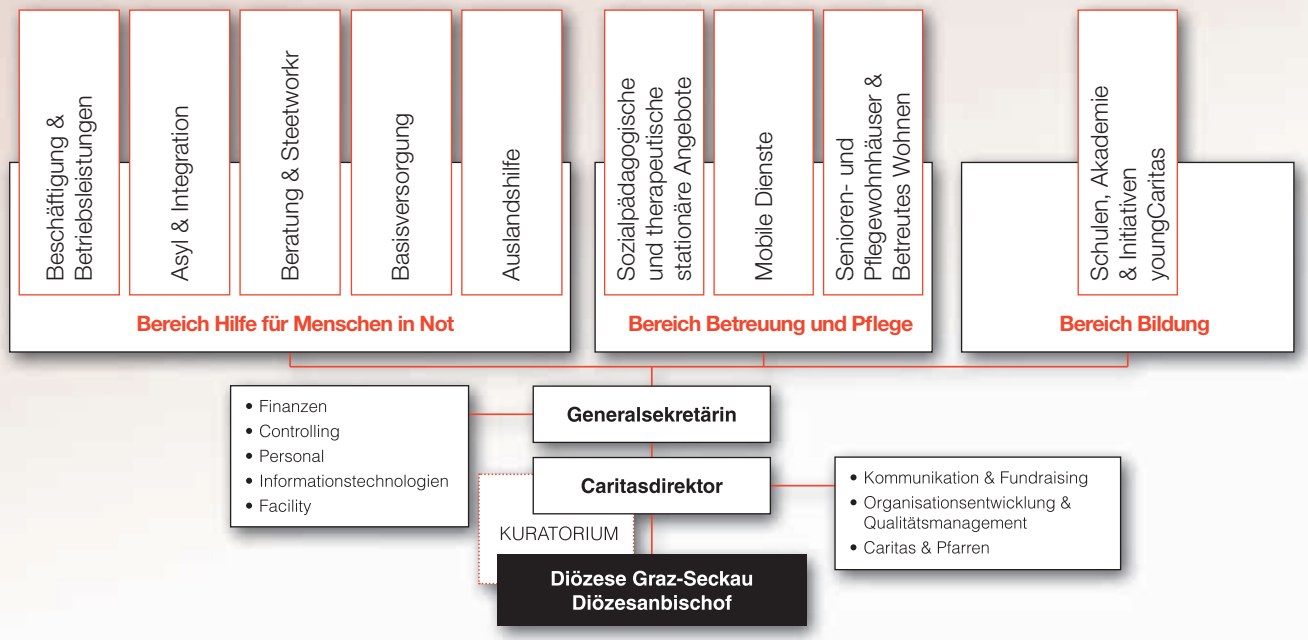 Beschäftigung &
Betriebsleistungen
Asyl & Integration
Beratung & Steetworkr
Basisversorgung
Auslandshilfe
Bereich Hilfe für Menschen in Not
Sozialpädagogische
und therapeutische
stationäre Angebote
Mobile Dienste
Senioren- und
Pflegewohnhäuser &
Betreutes Wohnen
Bereich Betreuung und Pflege
Schulen, Akademie
& Initiativen
youngCaritas
Bereich Bildung
• Finanzen
• Controlling
• Personal
• Informationstechnologien
• Facility
Generalsekretärin
Caritasdirektor
• Kommunikation & Fundraising
• Organisationsentwicklung &
Qualitätsmanagement
• Caritas & Pfarren
KURATORIUM
Diözese Graz-Seckau
Diözesanbischof